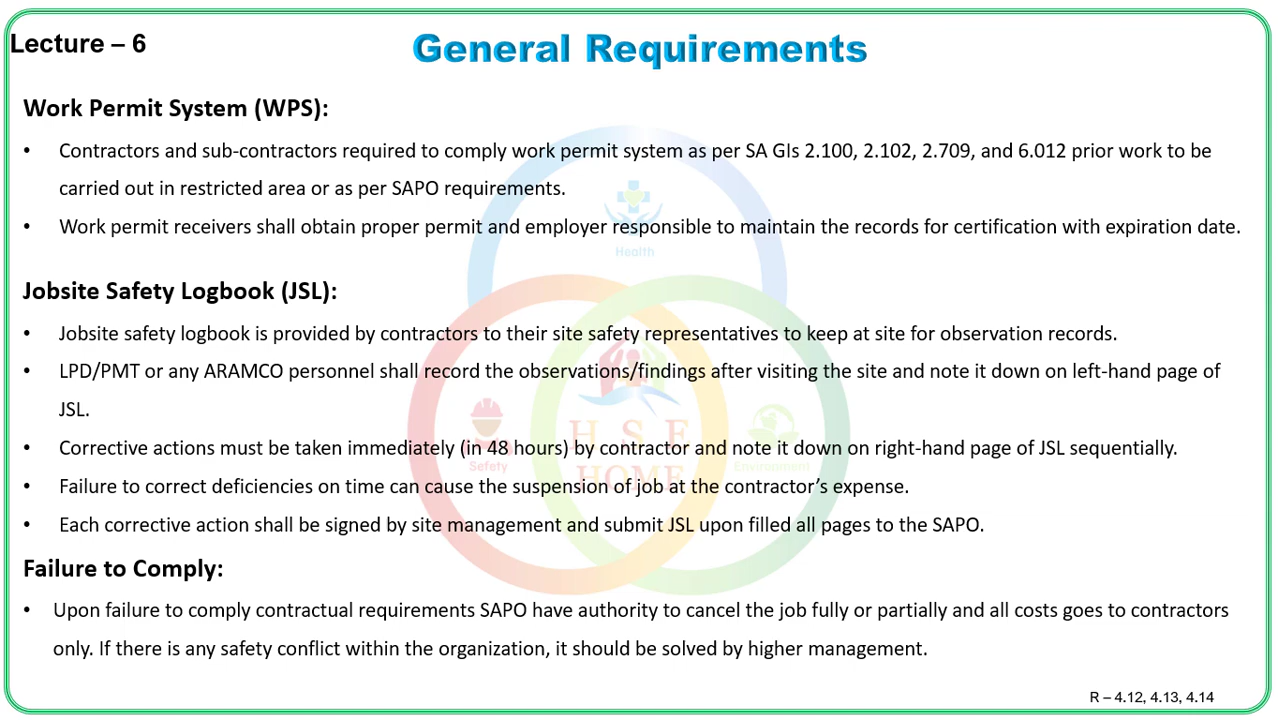 Lecture – 6
General Requirements
Work Permit System (WPS):
• Contractors and sub-contractors required to comply work permit system as per SA GIs 2.100, 2.102, 2.709, and 6.012 prior work to be
carried out in restricted area or as per SAPO requirements.
• Work permit receivers shall obtain proper permit and employer responsible to maintain the records for certification with expiration date.
Health
Jobsite Safety Logbook (JSL):
• Jobsite safety logbook is provided by contractors to their site safety representatives to keep at site for observation records.
• LPD/PMT or any ARAMCO personnel shall record the observations/findings after visiting the site and note it down on left-hand page of
JSL.
H S E
• Corrective actions must be taken immediately (in 48 hours) by contractor and note it down on right-hand page of JSL sequentially.
Safety
HOME
Environment
• Failure to correct deficiencies on time can cause the suspension of job at the contractor’s expense.
• Each corrective action shall be signed by site management and submit JSL upon filled all pages to the SAPO.
Failure to Comply:
• Upon failure to comply contractual requirements SAPO have authority to cancel the job fully or partially and all costs goes to contractors
only. If there is any safety conflict within the organization, it should be solved by higher management.
R – 4.12, 4.13, 4.14